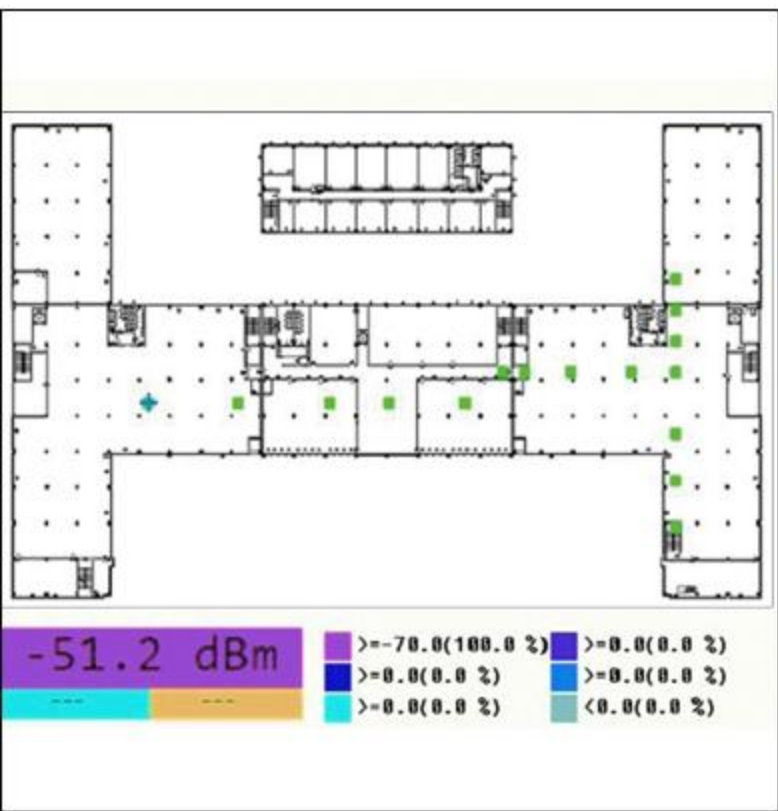 -51.2 dBm
--- ---
>=-70.0(100.0 %) >=0.0(0.0 %)
>=0.0(0.0 %) >=0.0(0.0 %)
>=0.0(0.0 %) <0.0(0.0 %)